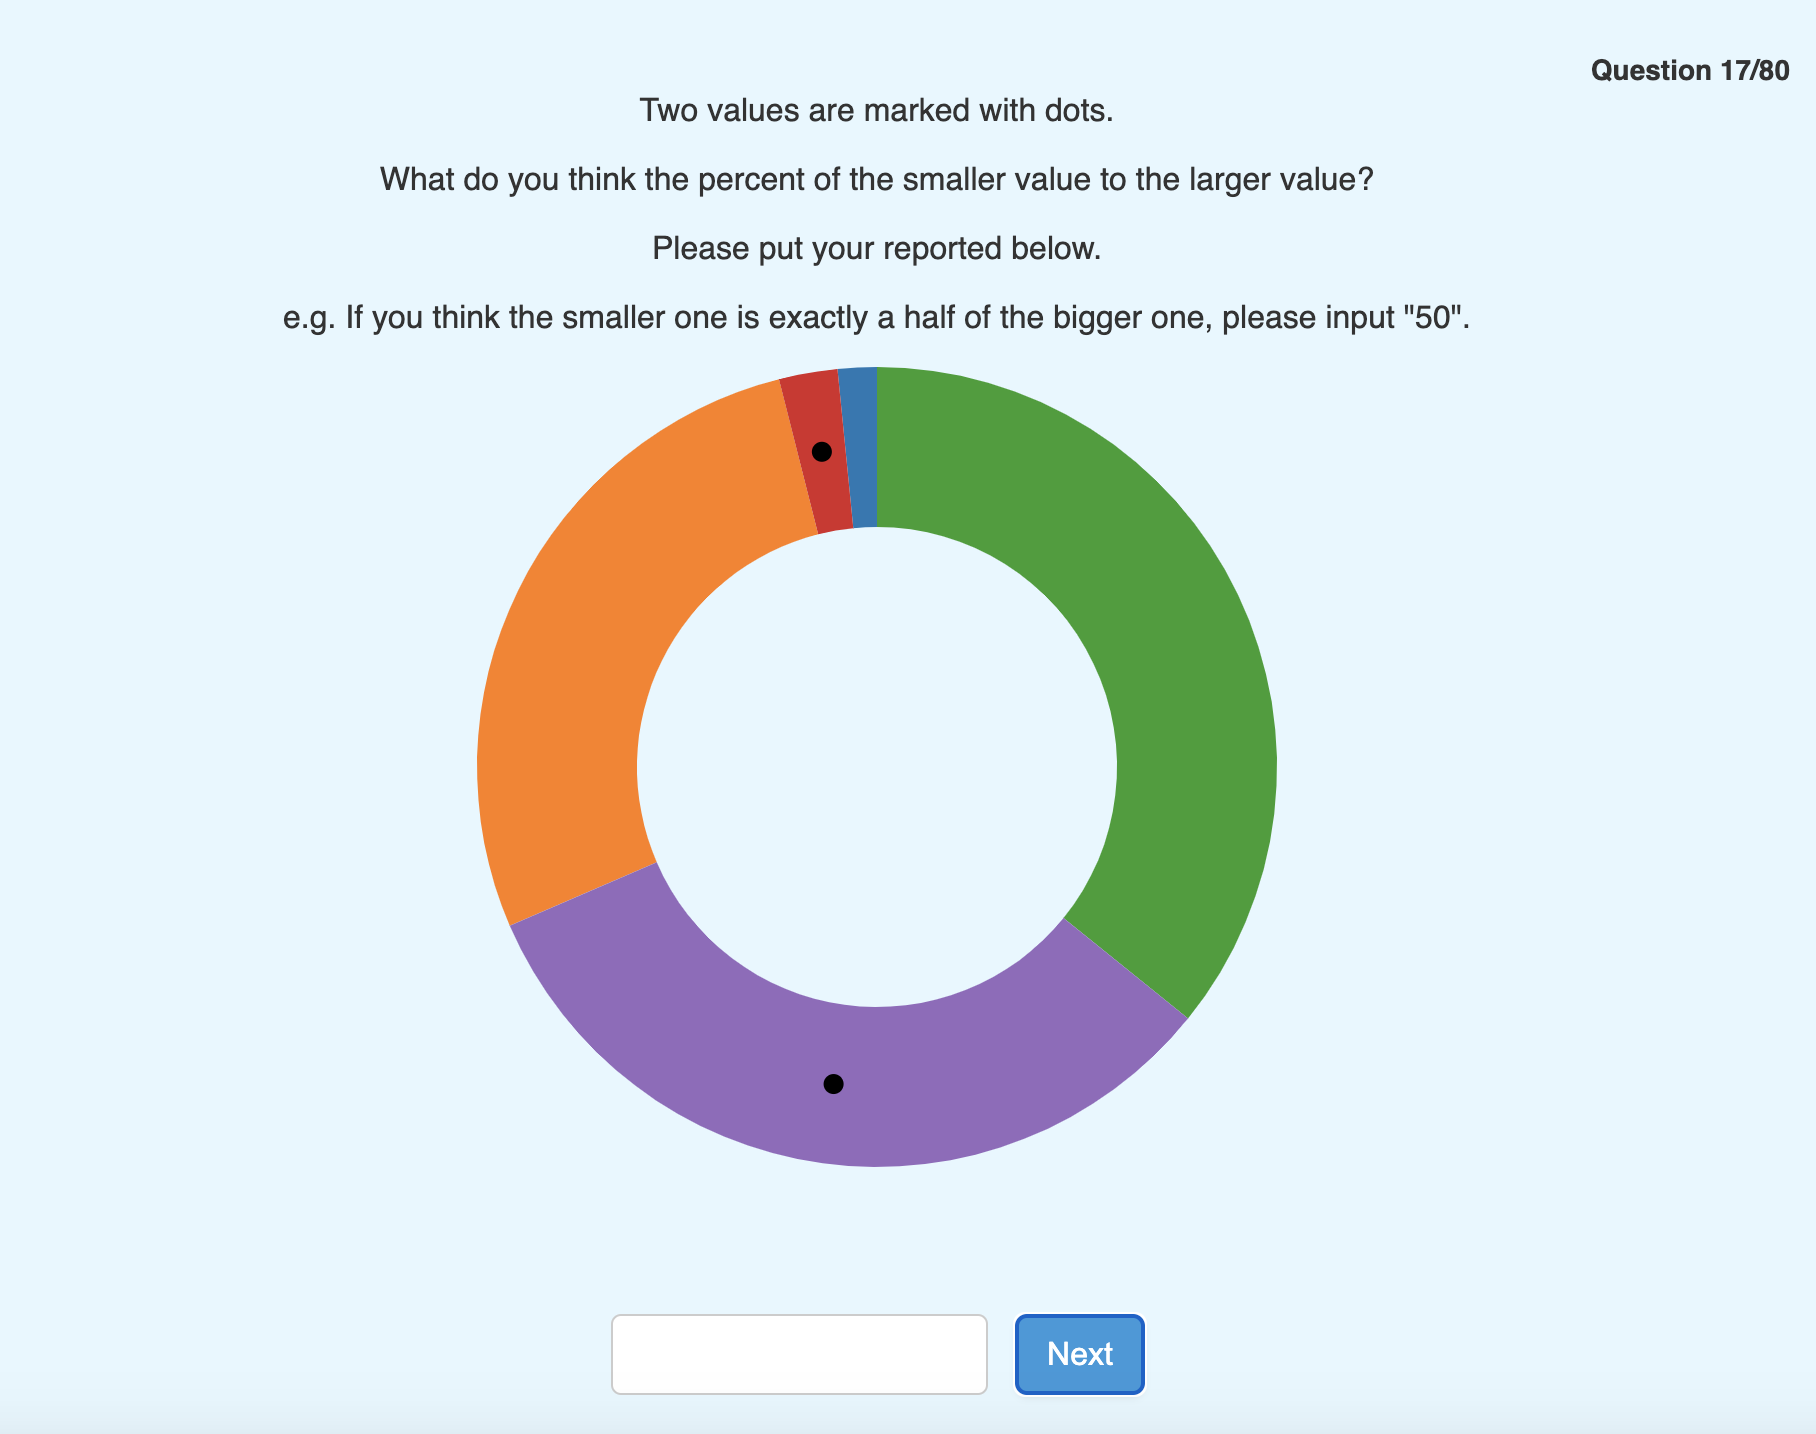 Question 17/80
Two values are marked with dots.
What do you think the percent of the smaller value to the larger value?
Please put your reported below.
e.g. If you think the smaller one is exactly a half of the bigger one, please input "50".
Next